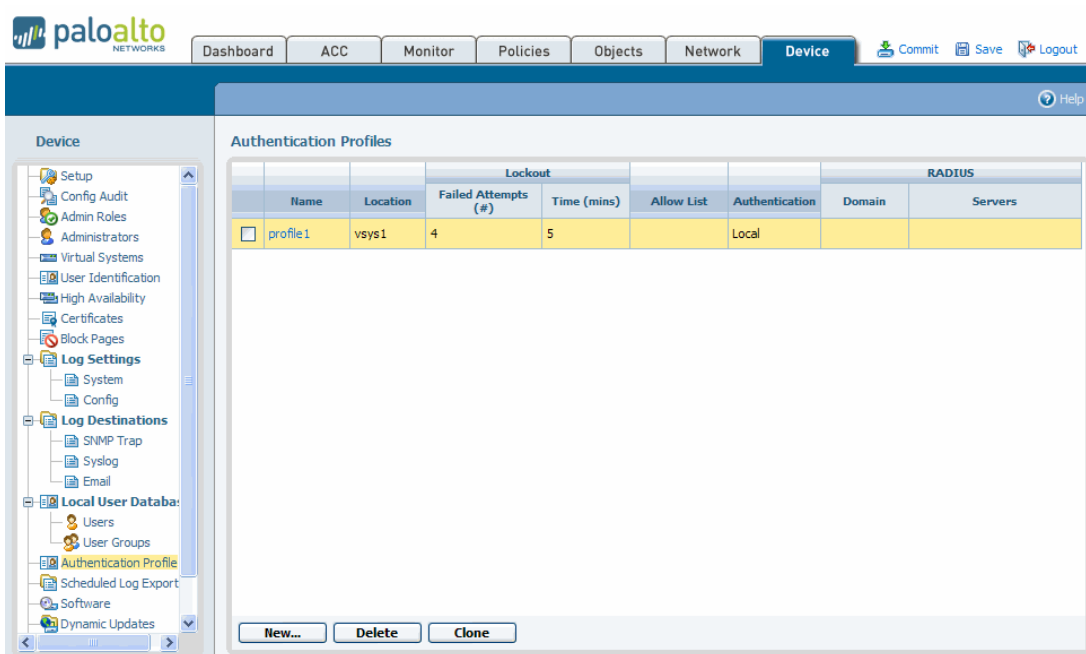 paloalto
NETWORKS
Dashboard
ACC
Monitor
Policies
Objects
Network
Device
Commit
Save
Logout
Help
Device
Setup
Config Audit
Admin Roles
Administrators
Virtual Systems
User Identification
High Availability
Certificates
Block Pages
Log Settings
System
Config
Log Destinations
SNMP Trap
Syslog
Email
Local User Databa
Users
User Groups
Authentication Profile
Scheduled Log Export
Software
Dynamic Updates
Authentication Profiles
Lockout
RADIUS
Name
Location
Failed Attempts
(#)
Time (mins)
Allow List
Authentication
Domain
Servers
profile1
vsys1
4
5
Local
New...
Delete
Clone